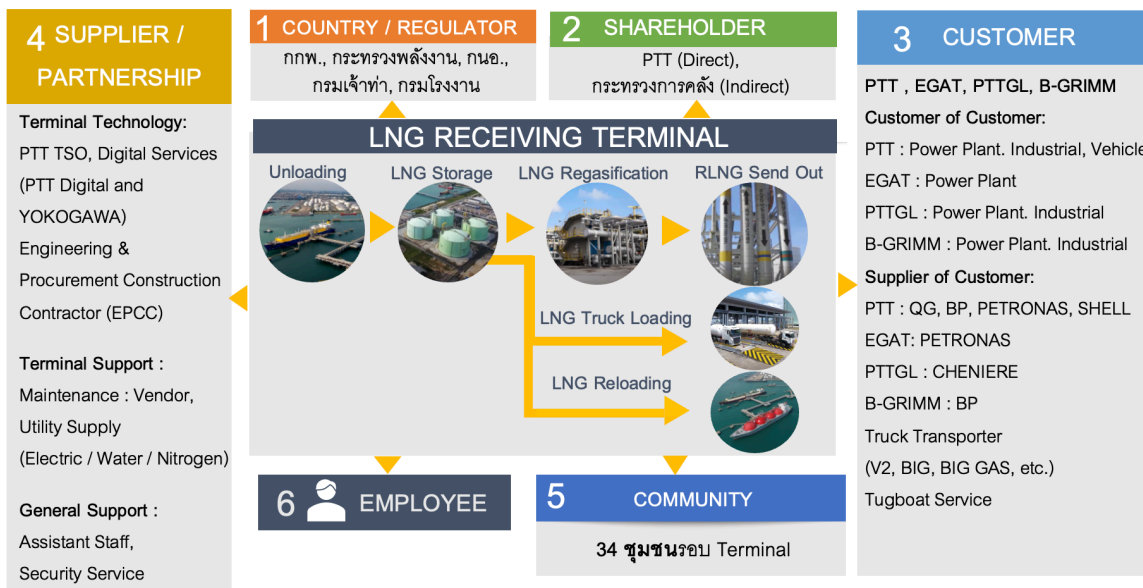 4 SUPPLIER /
PARTNERSHIP
Terminal Technology:
PTT TSO, Digital Services
(PTT Digital and
YOKOGAWA)
Engineering &
Procurement Construction
Contractor (EPCC)
Terminal Support :
Maintenance : Vendor,
Utility Supply
(Electric / Water / Nitrogen)
General Support :
Assistant Staff,
Security Service
1 COUNTRY / REGULATOR
กกพ., กระทรวงพลังงาน, กนอ.,
กรมเจ้าท่า, กรมโรงงาน
2 SHAREHOLDER
PTT (Direct),
กระทรวงการคลัง (Indirect)
LNG RECEIVING TERMINAL
Unloading
LNG Storage
LNG Regasification
RLNG Send Out
LNG Truck Loading
LNG Reloading
6 EMPLOYEE
5 COMMUNITY
34 ชุมชนรอบ Terminal
3 CUSTOMER
PTT , EGAT, PTTGL, B-GRIMM
Customer of Customer:
PTT : Power Plant. Industrial, Vehicle
EGAT : Power Plant
PTTGL : Power Plant. Industrial
B-GRIMM : Power Plant. Industrial
Supplier of Customer:
PTT : QG, BP, PETRONAS, SHELL
EGAT: PETRONAS
PTTGL : CHENIERE
B-GRIMM : BP
Truck Transporter
(V2, BIG, BIG GAS, etc.)
Tugboat Service